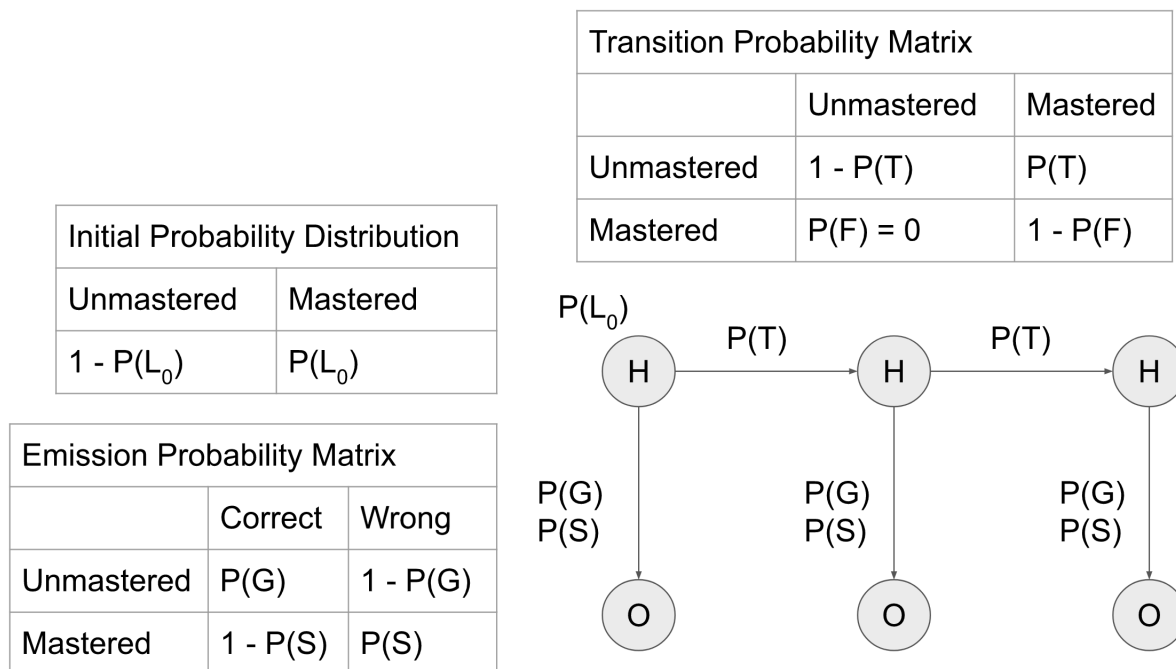 Transition Probability Matrix
Unmastered Mastered
Unmastered 1 - P(T) P(T)
Mastered P(F) = 0 1 - P(F)
Initial Probability Distribution
Unmastered Mastered
1 - P(L₀) P(L₀)
Emission Probability Matrix
Correct Wrong
Unmastered P(G) 1 - P(G)
Mastered 1 - P(S) P(S)
P(L₀)
P(T) P(T)
H H H
P(G) P(G) P(G)
P(S) P(S) P(S)
O O O